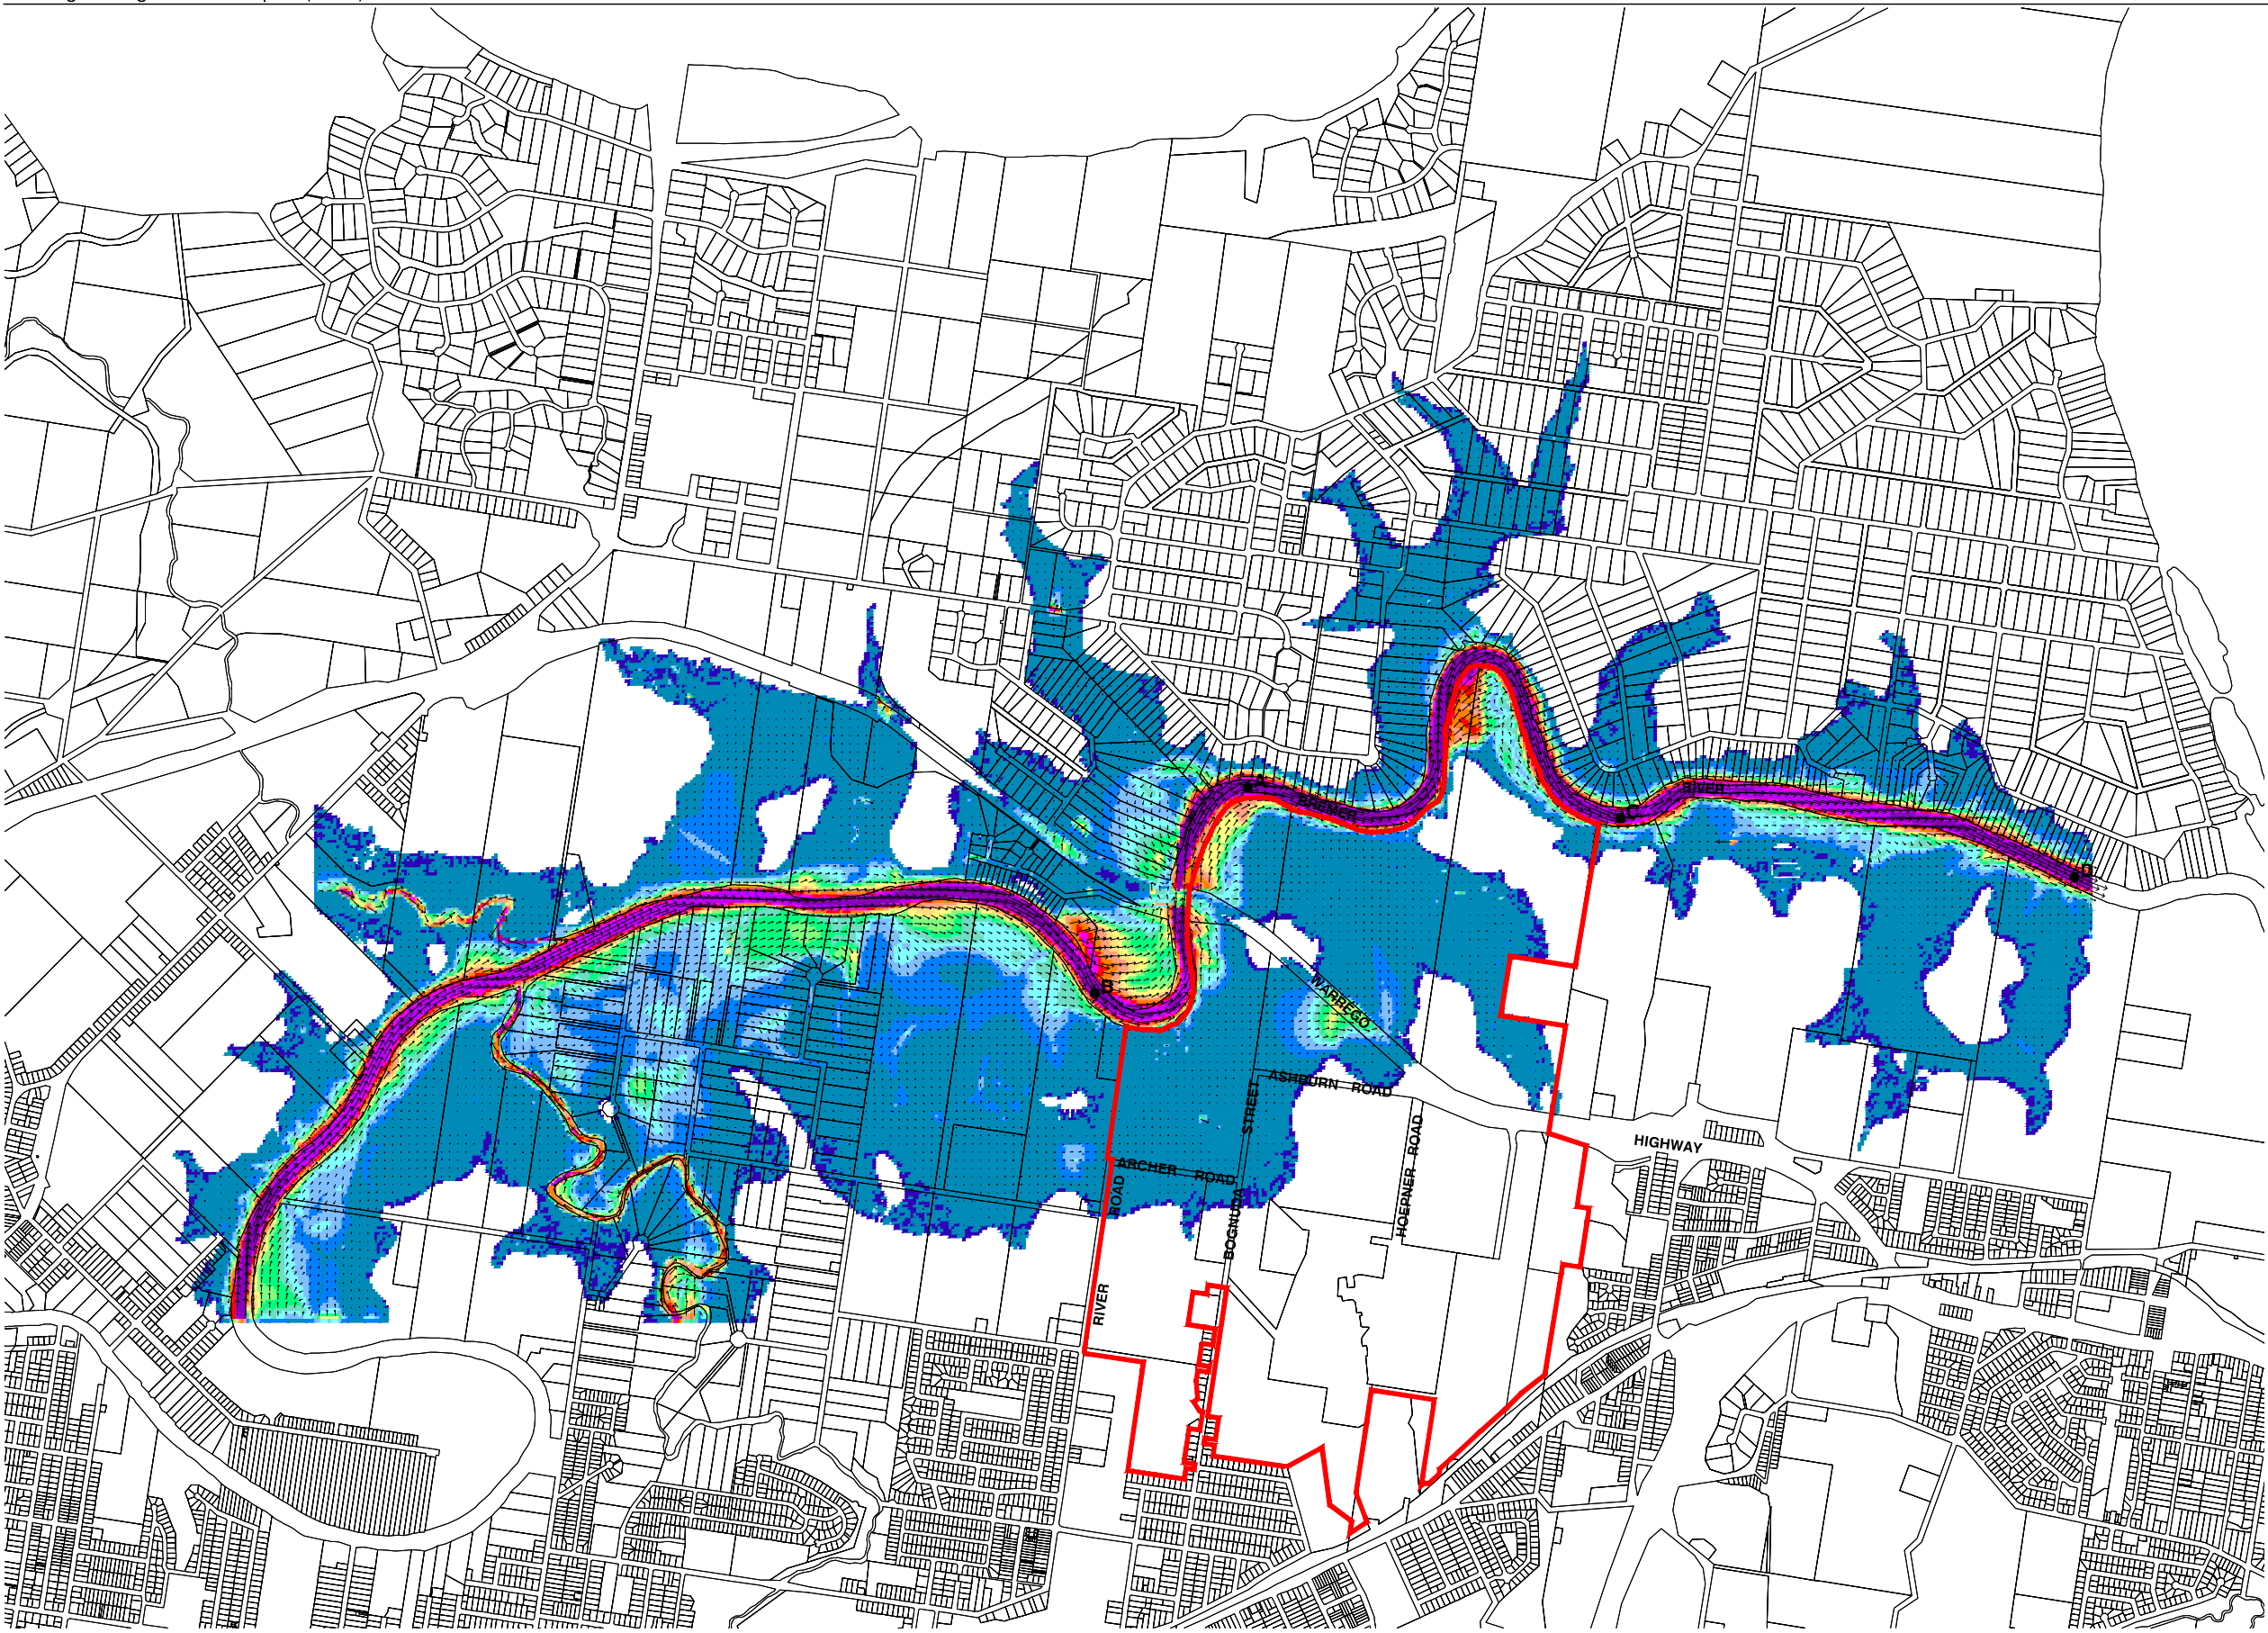 A
BREMER
RIVER
C
D
B
WARREGO
ASHBURN ROAD
STREET
HOEPNER ROAD
HIGHWAY
ARCHER ROAD
ROAD
BOGNUDA
RIVER